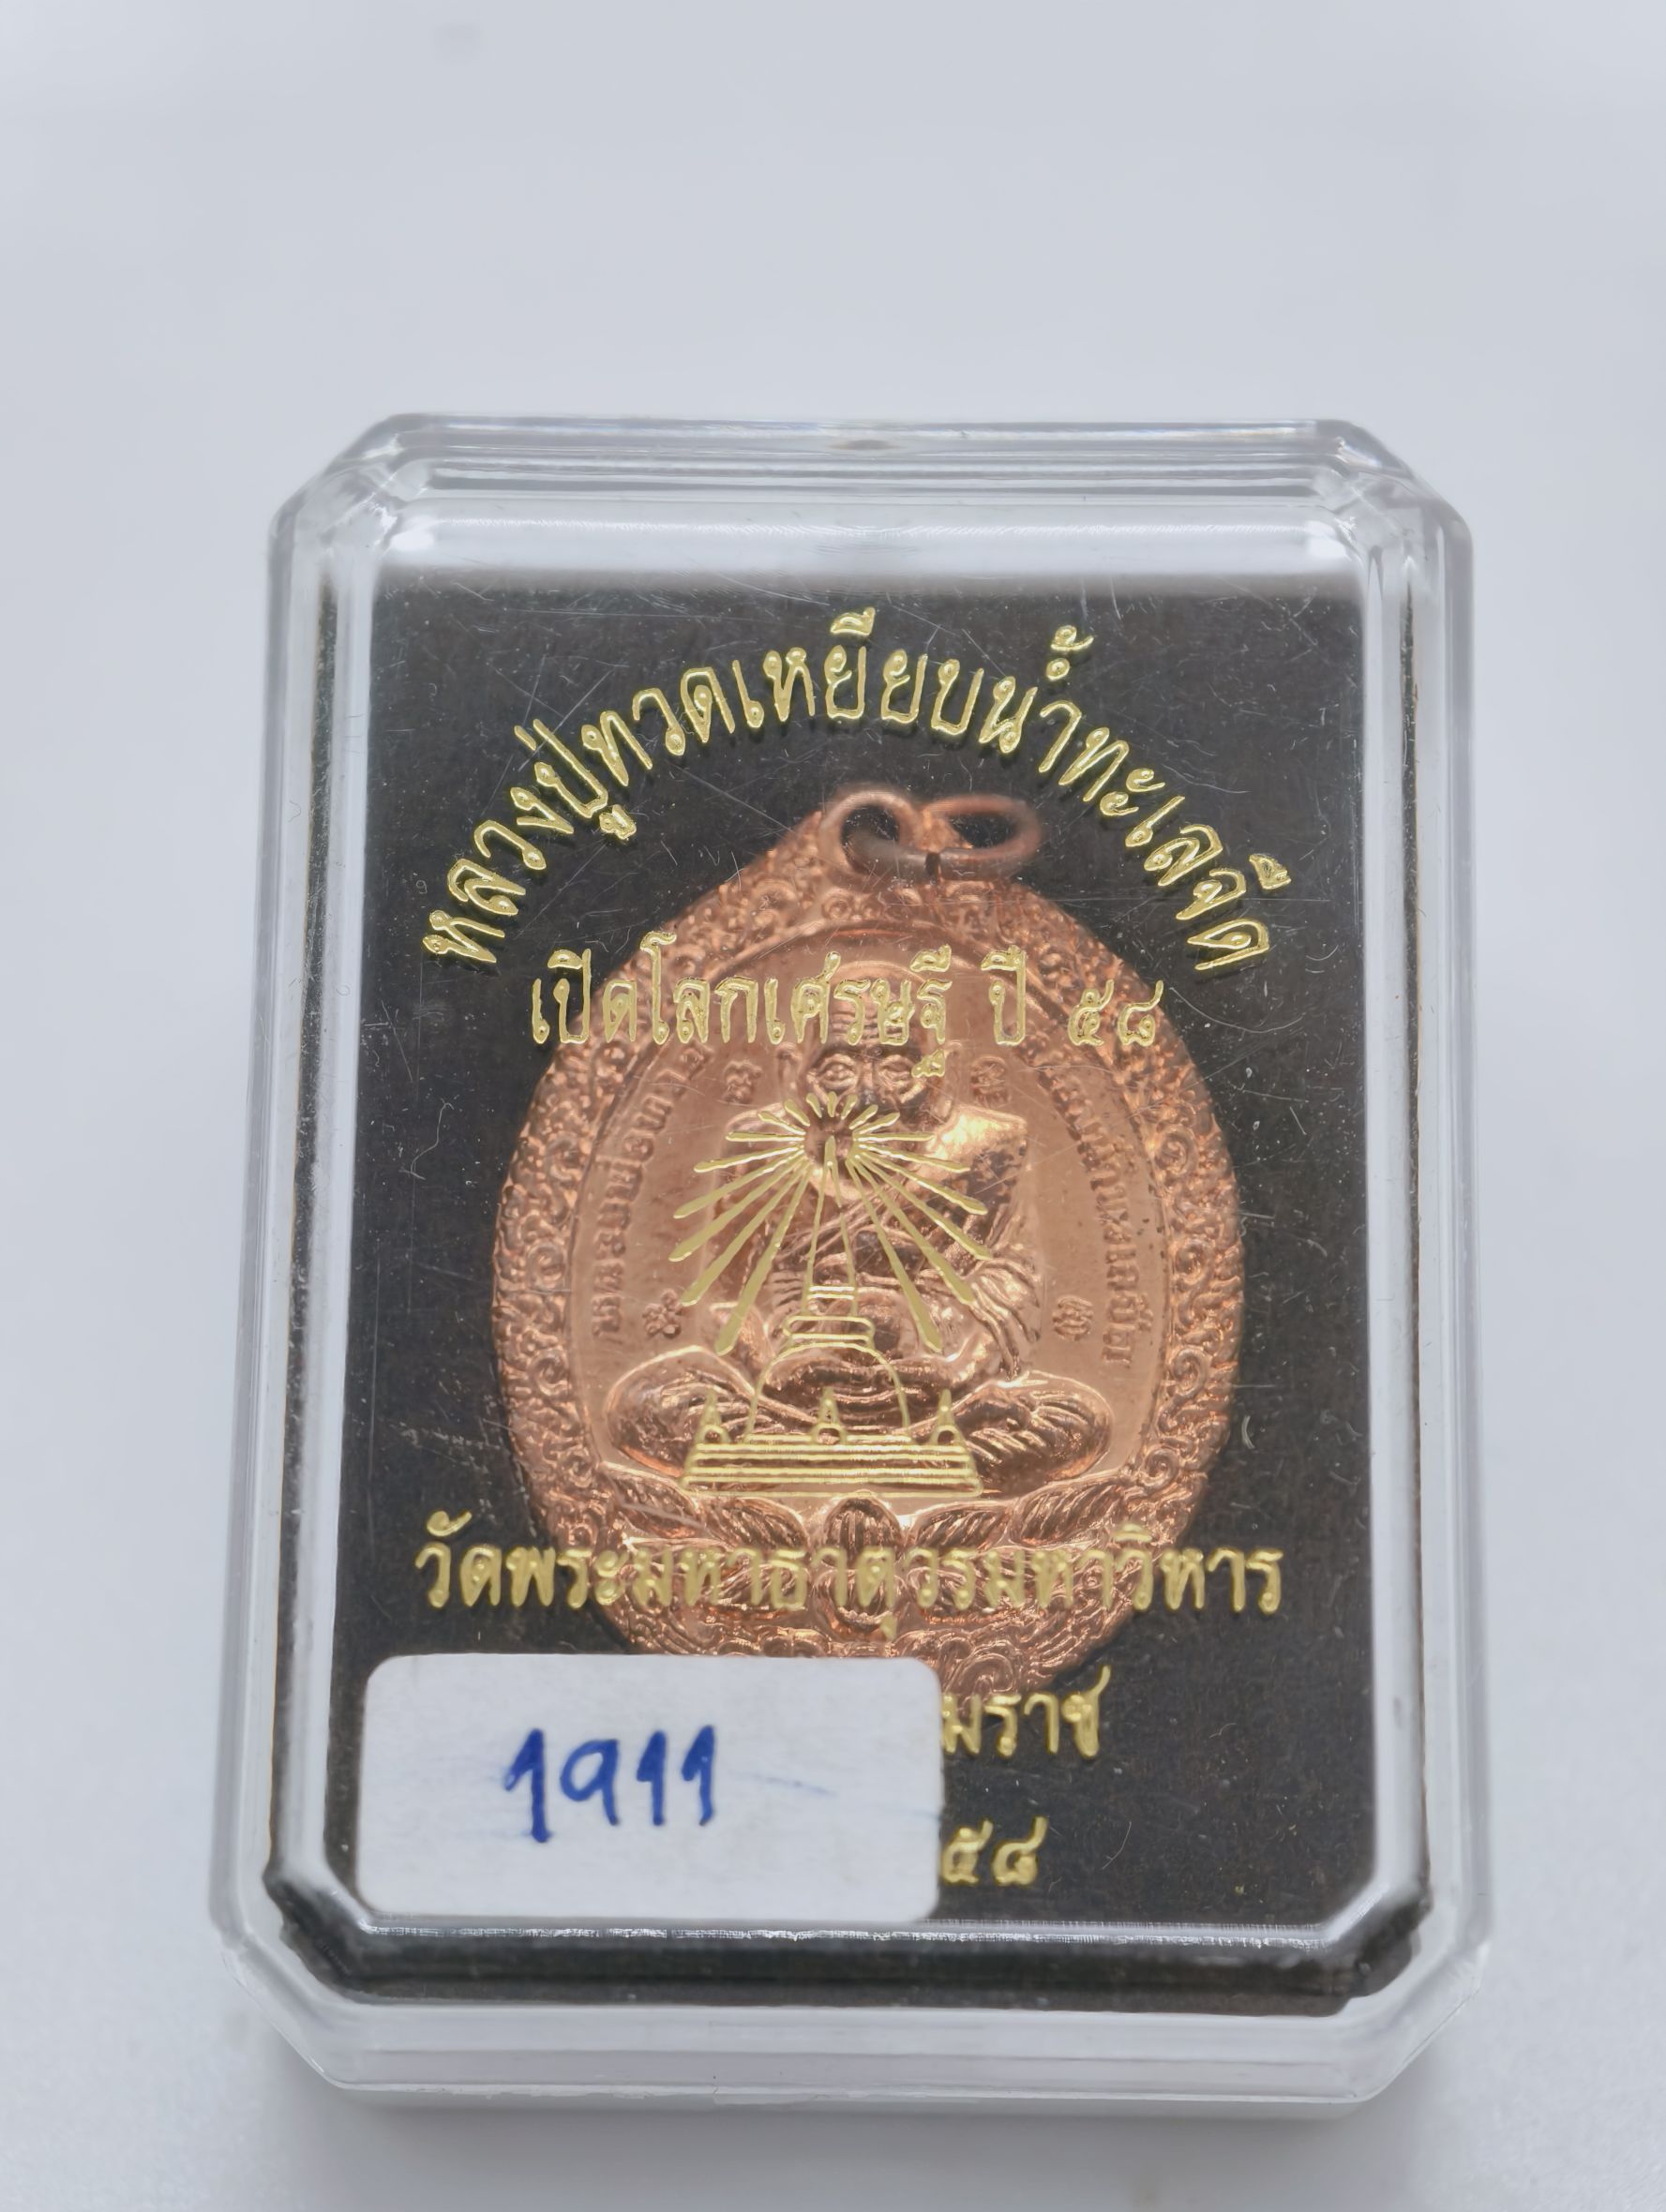 หลวงปู่ทวดเหยียบน้ำทะเลจืด
เปิดโลกเศรษฐี ปี ๕๘
วัดพระมหาธาตุวรมหาวิหาร
มราช
1911
๕๘